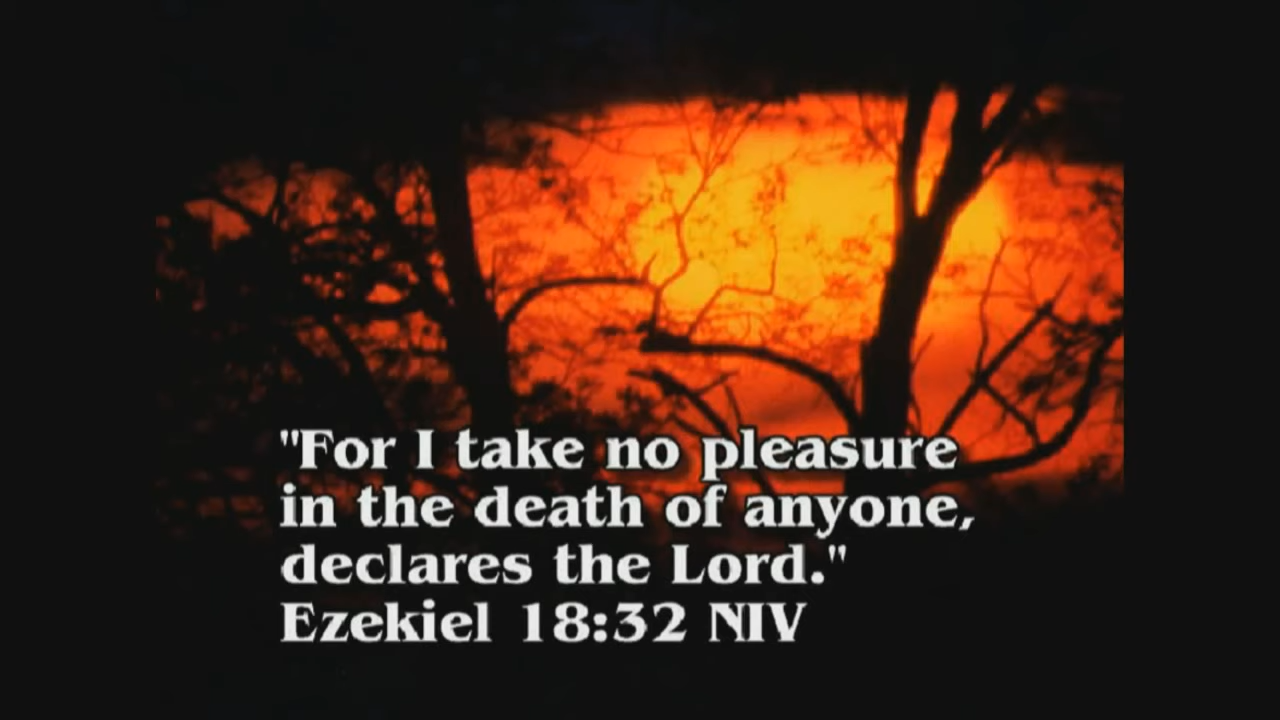 "For I take no pleasure
in the death of anyone,
declares the Lord."
Ezekiel 18:32 NIV